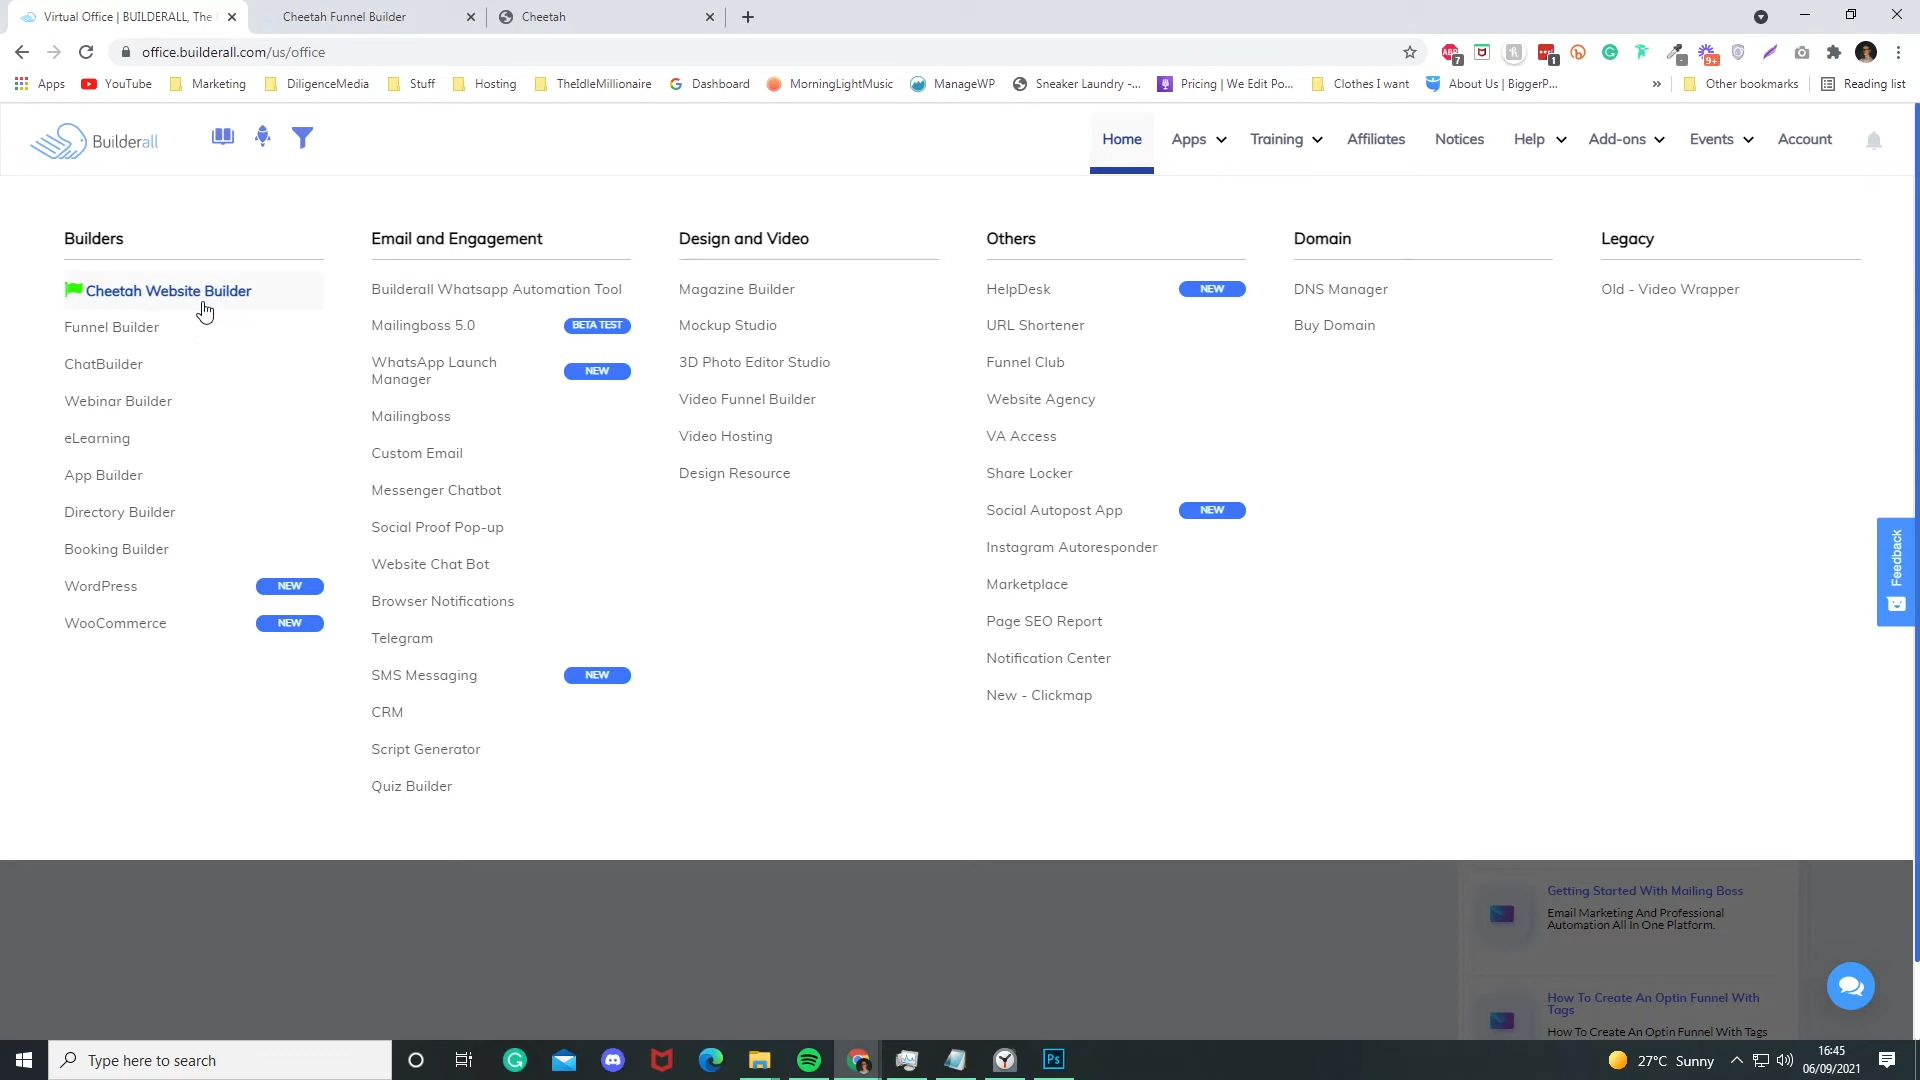 Virtual Office | BUILDERALL, The
Cheetah Funnel Builder
Cheetah
office.builderall.com/us/office
7
1
9+
Apps
YouTube
Marketing
DiligenceMedia
Stuff
Hosting
TheIdleMillionaire
Dashboard
MorningLightMusic
ManageWP
Sneaker Laundry -...
Pricing | We Edit Po...
Clothes I want
About Us | BiggerP...
»
Other bookmarks
Reading list
Builderall
Home
Apps
Training
Affiliates
Notices
Help
Add-ons
Events
Account
Builders
Cheetah Website Builder
Funnel Builder
ChatBuilder
Webinar Builder
eLearning
App Builder
Directory Builder
Booking Builder
WordPress NEW
WooCommerce NEW
Email and Engagement
Builderall Whatsapp Automation Tool
Mailingboss 5.0 BETA TEST
WhatsApp Launch
Manager NEW
Mailingboss
Custom Email
Messenger Chatbot
Social Proof Pop-up
Website Chat Bot
Browser Notifications
Telegram
SMS Messaging NEW
CRM
Script Generator
Quiz Builder
Design and Video
Magazine Builder
Mockup Studio
3D Photo Editor Studio
Video Funnel Builder
Video Hosting
Design Resource
Others
HelpDesk NEW
URL Shortener
Funnel Club
Website Agency
VA Access
Share Locker
Social Autopost App NEW
Instagram Autoresponder
Marketplace
Page SEO Report
Notification Center
New - Clickmap
Domain
DNS Manager
Buy Domain
Legacy
Old - Video Wrapper
Feedback
Getting Started With Mailing Boss
Email Marketing And Professional
Automation All In One Platform.
How To Create An Optin Funnel With
Tags
How To Create An Optin Funnel With Tags
Type here to search
Ps
27°C Sunny
16:45
06/09/2021